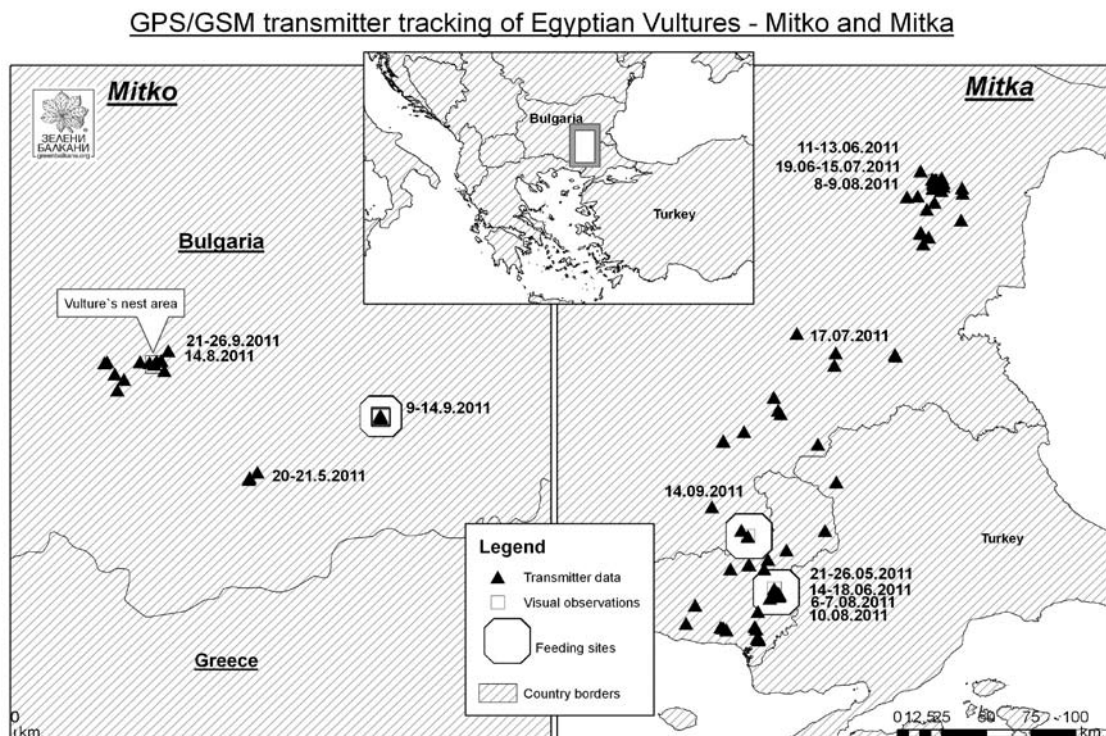 GPS/GSM transmitter tracking of Egyptian Vultures - Mitko and Mitka
Mitko
ЗЕЛЕНИ
БАЛКАНИ
greenbalkans.org
Bulgaria
Vulture`s nest area
21-26.9.2011
14.8.2011
9-14.9.2011
20-21.5.2011
Greece
0
km
Bulgaria
Turkey
Mitka
11-13.06.2011
19.06-15.07.2011
8-9.08.2011
17.07.2011
14.09.2011
Turkey
21-26.05.2011
14-18.06.2011
6-7.08.2011
10.08.2011
Legend
Transmitter data
Visual observations
Feeding sites
Country borders
0 12,525 50 75 100
km